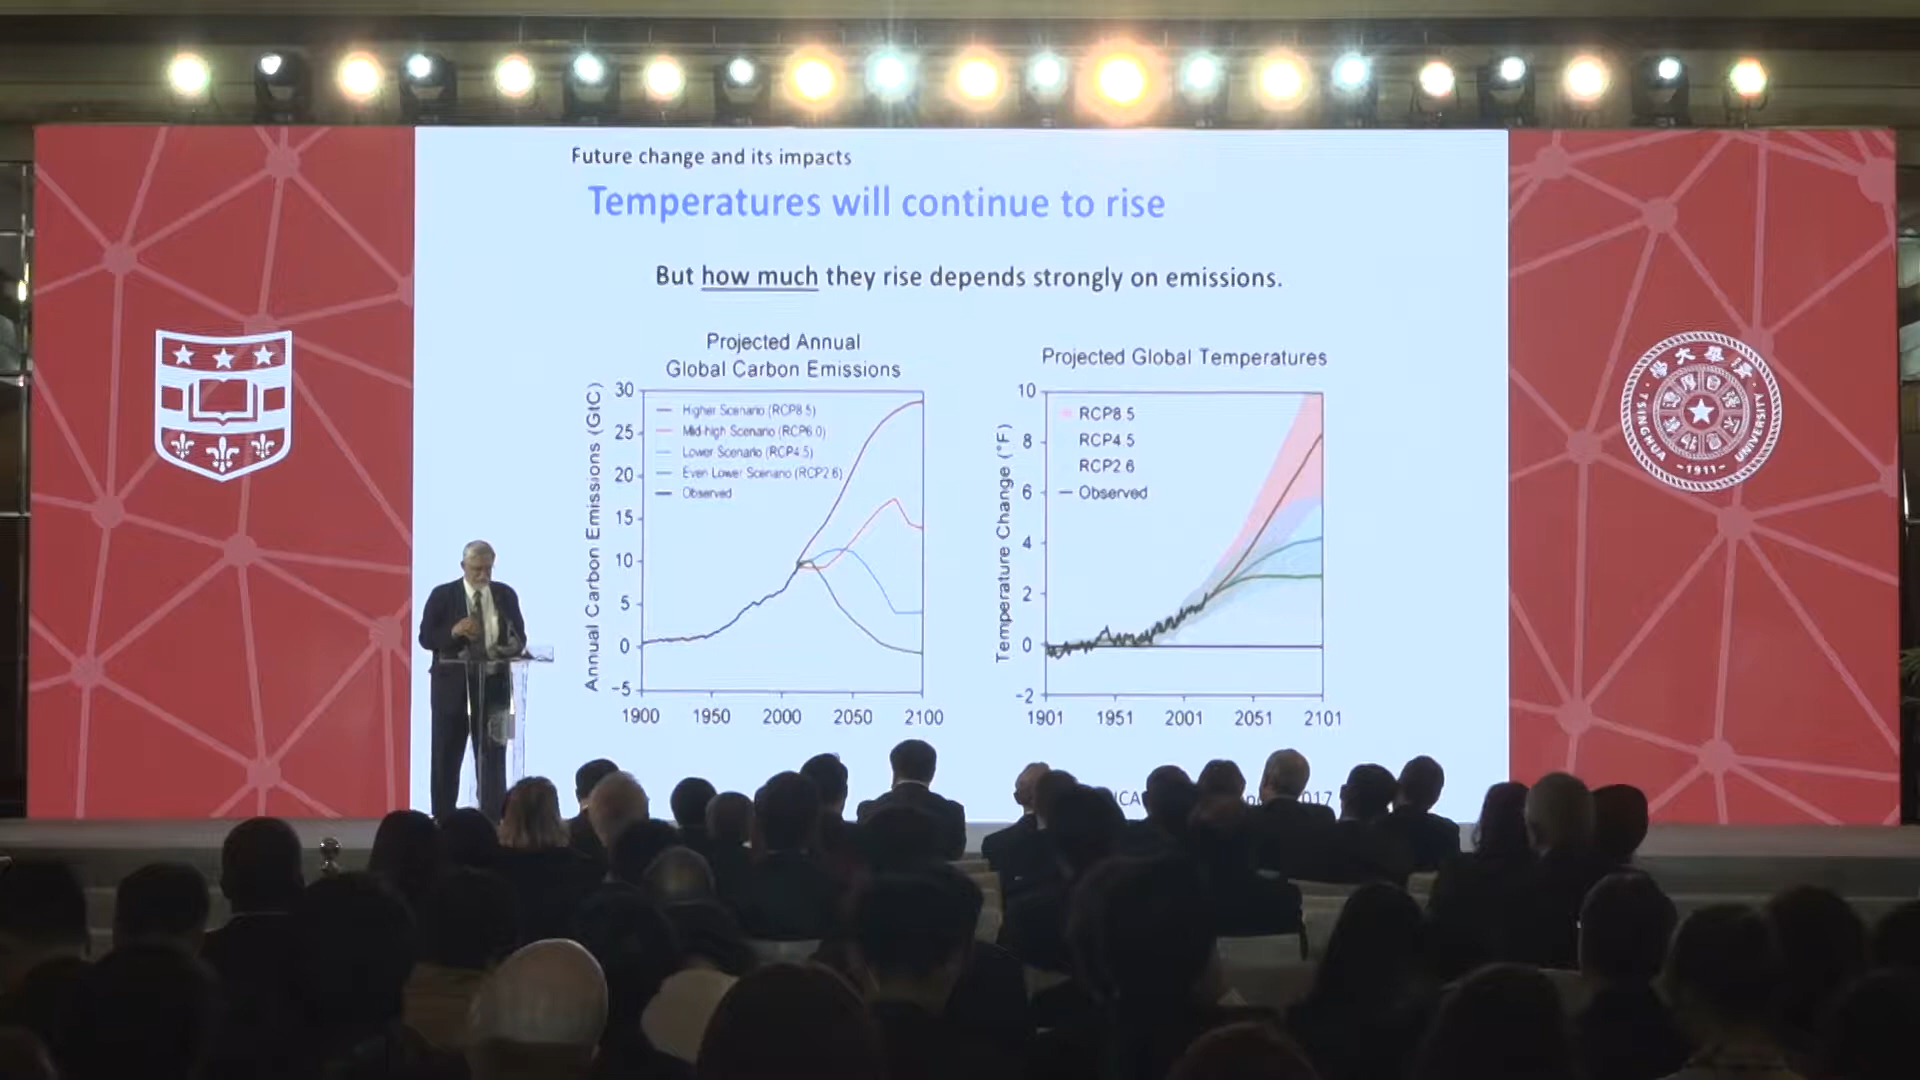 Future change and its impacts
Temperatures will continue to rise
But how much they rise depends strongly on emissions.
Projected Annual
Global Carbon Emissions
Annual Carbon Emissions (GtC)
30
25
20
15
10
5
0
-5
Higher Scenario (RCP8.5)
Mid-high Scenario (RCP6.0)
Lower Scenario (RCP4.5)
Even Lower Scenario (RCP2.6)
Observed
1900 1950 2000 2050 2100
Projected Global Temperatures
Temperature Change (°F)
10
8
6
4
2
0
-2
RCP8.5
RCP4.5
RCP2.6
Observed
1901 1951 2001 2051 2101
TSINGHUA UNIVERSITY
-1911-